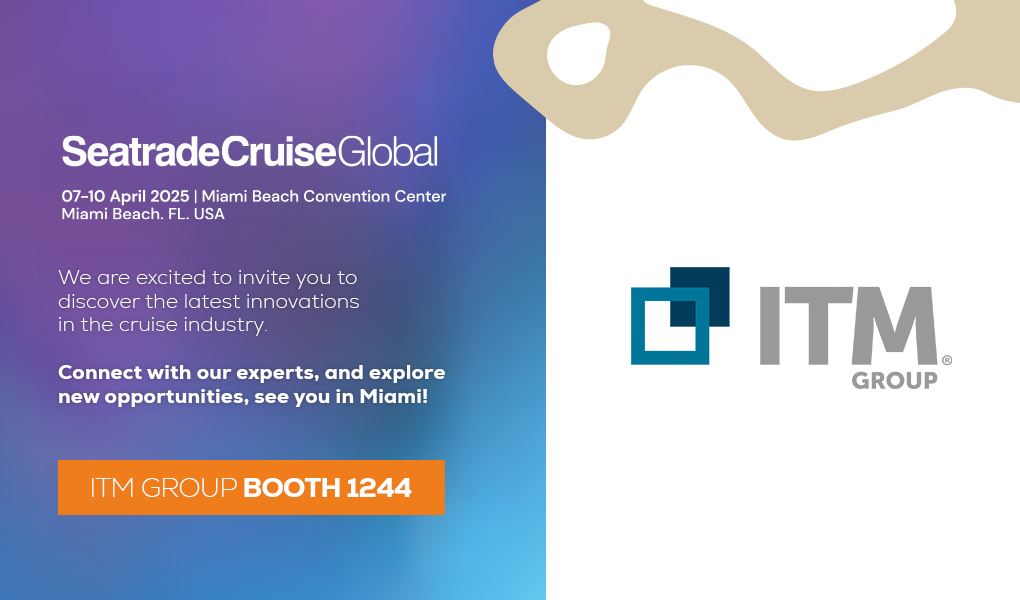 SeatradeCruiseGlobal
07–10 April 2025 | Miami Beach Convention Center
Miami Beach. FL. USA
We are excited to invite you to
discover the latest innovations
in the cruise industry.
Connect with our experts, and explore
new opportunities, see you in Miami!
ITM GROUP BOOTH 1244
ITM®
GROUP